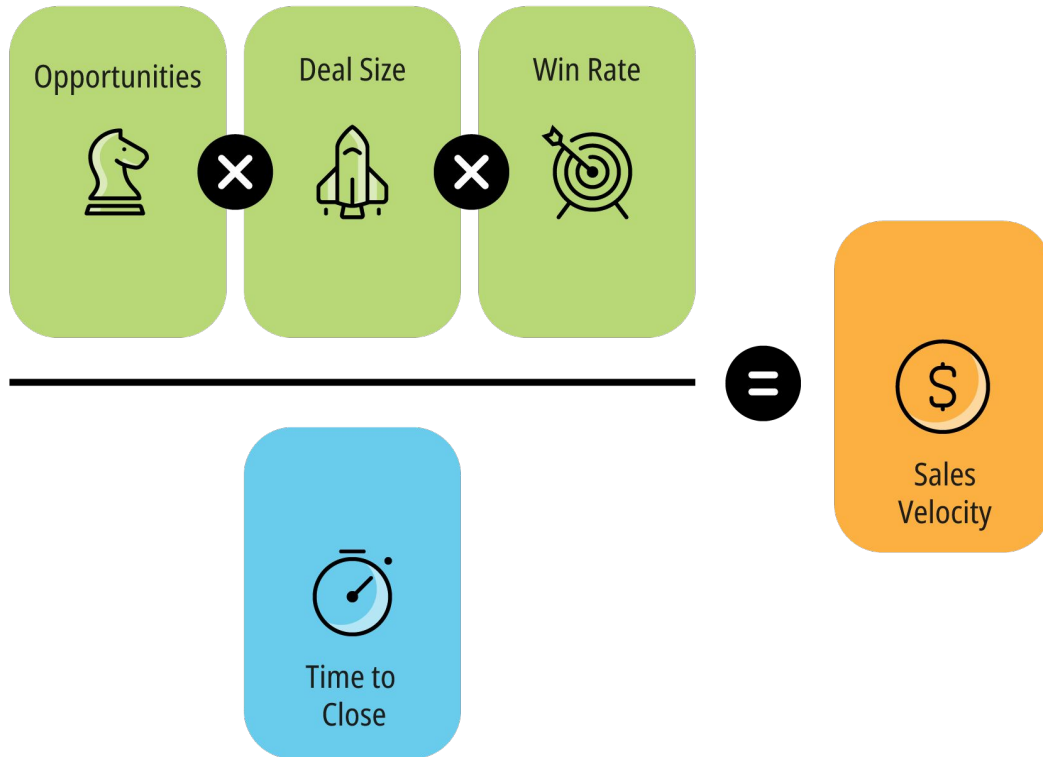 Opportunities
Deal Size
Win Rate
×
×
=
$
Sales
Velocity
Time to
Close